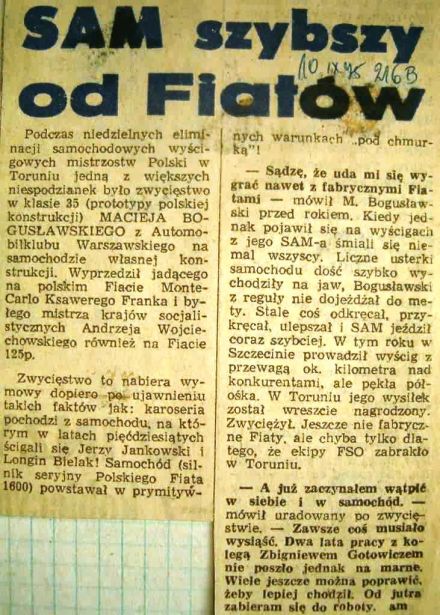 SAM szybszy
10 IX 75 216B
od Fiatów
Podczas niedzielnych elimi-
nacji samochodowych wyści-
gowych mistrzostw Polski w
Toruniu jedną z większych
niespodzianek było zwycięstwo
w klasie 35 (prototypy polskiej
konstrukcji) MACIEJA BO-
GUSŁAWSKIEGO z Automo-
bilklubu Warszawskiego na
samochodzie własnej kon-
strukcji. Wyprzedził jadącego
na polskim Fiacie Monte-
Carlo Ksawerego Franka i by-
łego mistrza krajów socjali-
stycznych Andrzeja Wojcie-
chowskiego również na Fiacie
125p.
Zwycięstwo to nabiera wy-
mowy dopiero po ujawnieniu
takich faktów jak: karoseria
pochodzi z samochodu, na któ-
rym w latach pięćdziesiątych
ścigali się Jerzy Jankowski i
Longin Bielak! Samochód (sil-
nik seryjny Polskiego Fiata
1600) powstawał w prymityw-
nych warunkach „pod chmur-
ką"!
— Sądzę, że uda mi się wy-
grać nawet z fabrycznymi Fia-
tami — mówił M. Bogusław-
ski przed rokiem. Kiedy jed-
nak pojawił się na wyścigach
z jego SAM-a śmiali się nie-
mal wszyscy. Liczne usterki
samochodu dość szybko wy-
chodziły na jaw, Bogusławski
z reguły nie dojeżdżał do me-
ty. Stale coś odkręcał, przy-
kręcał, ulepszał i SAM jeździł
coraz szybciej. W tym roku w
Szczecinie prowadził wyścig z
przewagą ok. kilometra nad
konkurentami, ale pękła pół-
ośka. W Toruniu jego wysiłek
został wreszcie nagrodzony.
Zwyciężył. Jeszcze nie fabrycz-
ne Fiaty, ale chyba tylko dla-
tego, że ekipy FSO zabrakło
w Toruniu.
— A już zaczynałem wątpić
w siebie i w samochód. —
mówił uradowany po zwycię-
stwie. — Zawsze coś musiało
wysiąść. Dwa lata pracy z ko-
legą Zbigniewem Gotowiczem
nie poszło jednak na marne.
Wiele jeszcze można poprawić,
żeby lepiej chodził. Od jutra
zabieram się do roboty. am